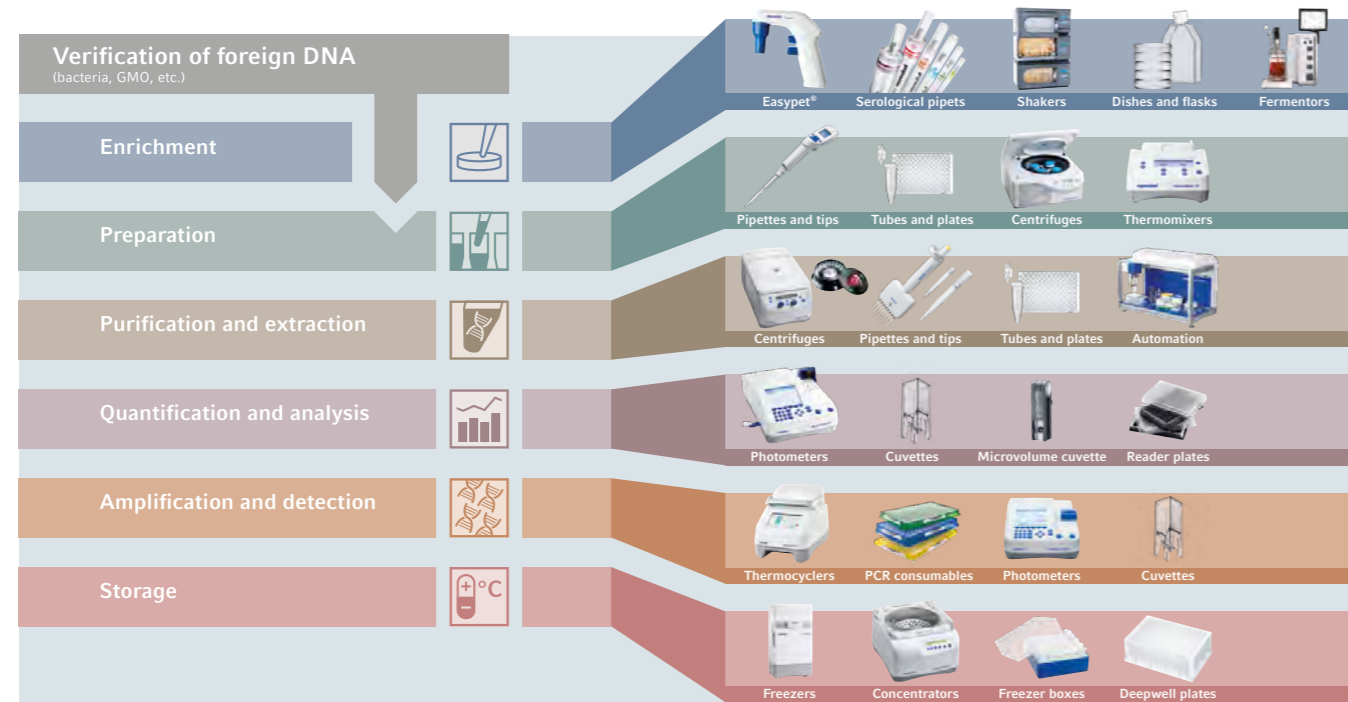 Verification of foreign DNA
(bacteria, GMO, etc.)
Enrichment
Easypet® Serological pipets Shakers Dishes and flasks Fermentors
Preparation
Pipettes and tips Tubes and plates Centrifuges Thermomixers
Purification and extraction
Centrifuges Pipettes and tips Tubes and plates Automation
Quantification and analysis
Photometers Cuvettes Microvolume cuvette Reader plates
Amplification and detection
Thermocyclers PCR consumables Photometers Cuvettes
Storage
+ °C
−
Freezers Concentrators Freezer boxes Deepwell plates